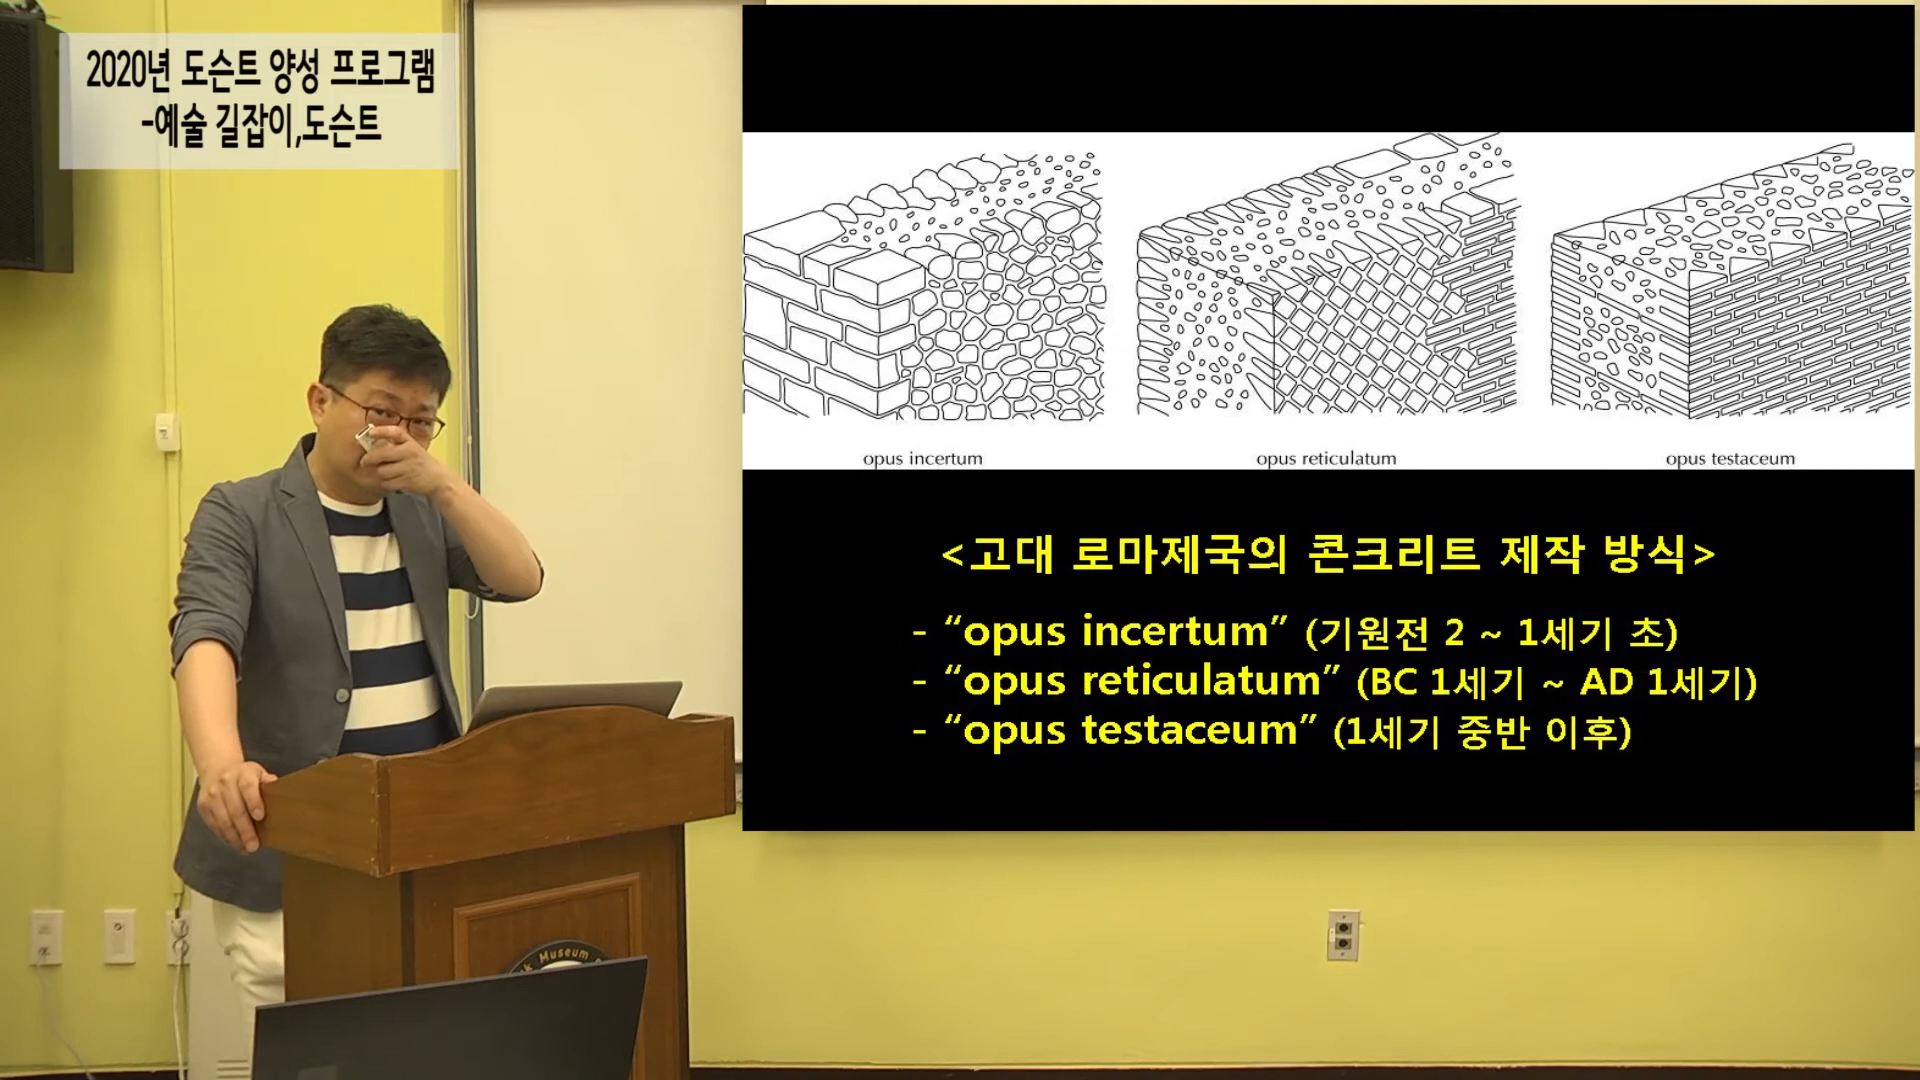 2020년 도슨트 양성 프로그램
-예술 길잡이,도슨트
opus incertum
opus reticulatum
opus testaceum
<고대 로마제국의 콘크리트 제작 방식>
- “opus incertum” (기원전 2 ~ 1세기 초)
- “opus reticulatum” (BC 1세기 ~ AD 1세기)
- “opus testaceum” (1세기 중반 이후)
Museum